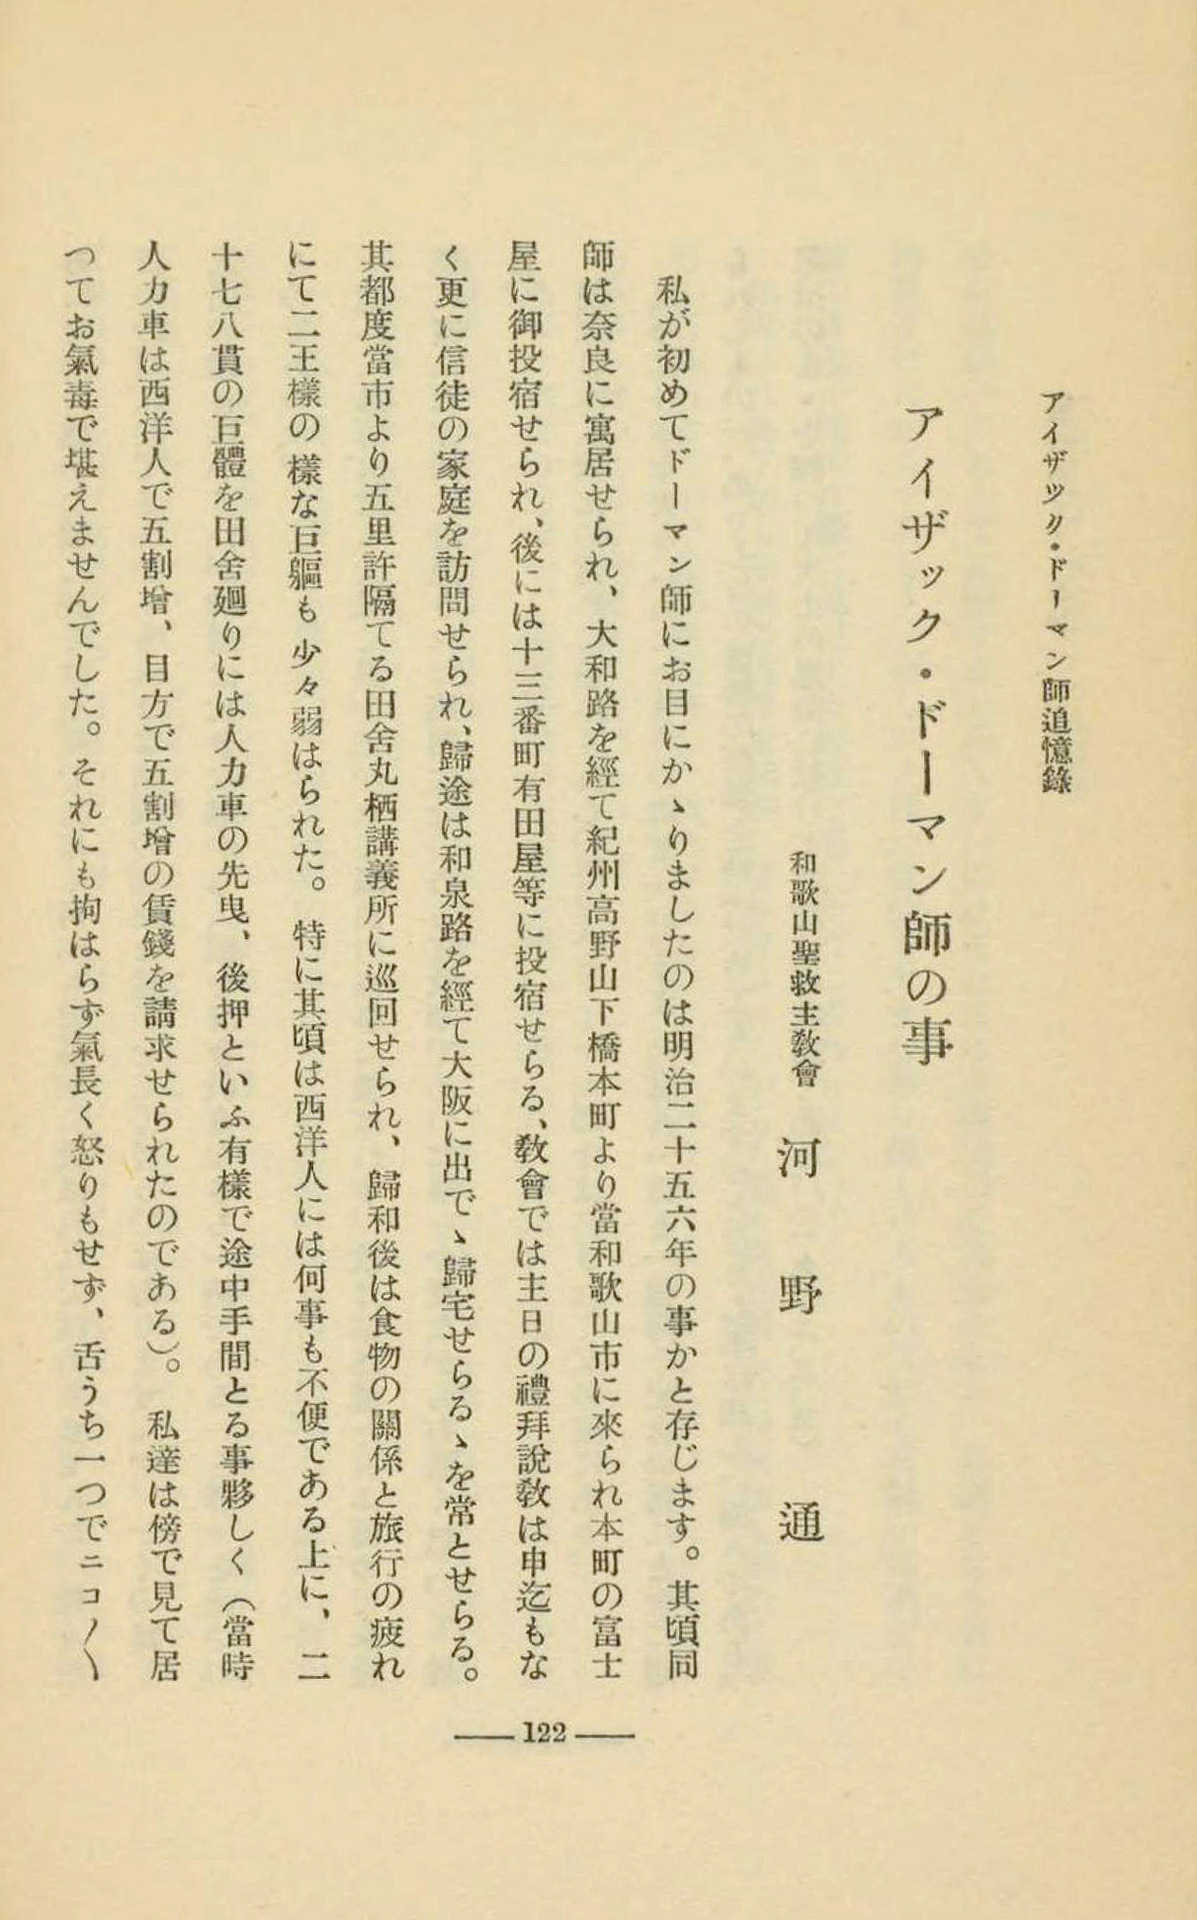 アイザック・ドーマン師追憶錄
アイザック・ドーマン師の事
和歌山聖救主敎會　河野通
私が初めてドーマン師にお目にかゝりましたのは明治二十五六年の事かと存じます。其頃同
師は奈良に寓居せられ、大和路を經て紀州高野山下橋本町より當和歌山市に來られ本町の富士
屋に御投宿せられ、後には十三番町有田屋等に投宿せらる、敎會では主日の禮拜說敎は申迄もな
く更に信徒の家庭を訪問せられ、歸途は和泉路を經て大阪に出でゝ歸宅せらるゝを常とせらる。
其都度當市より五里許隔てる田舍丸栖講義所に巡回せられ、歸和後は食物の關係と旅行の疲れ
にて二王樣の樣な巨軀も少々弱はられた。特に其頃は西洋人には何事も不便である上に、二
十七八貫の巨體を田舍廻りには人力車の先曳、後押といふ有樣で途中手間とる事夥しく（當時
人力車は西洋人で五割增、目方で五割增の賃錢を請求せられたのである）。私達は傍で見て居
つてお氣毒で堪えませんでした。それにも拘はらず氣長く怒りもせず、舌うち一つでニコ〳〵
122